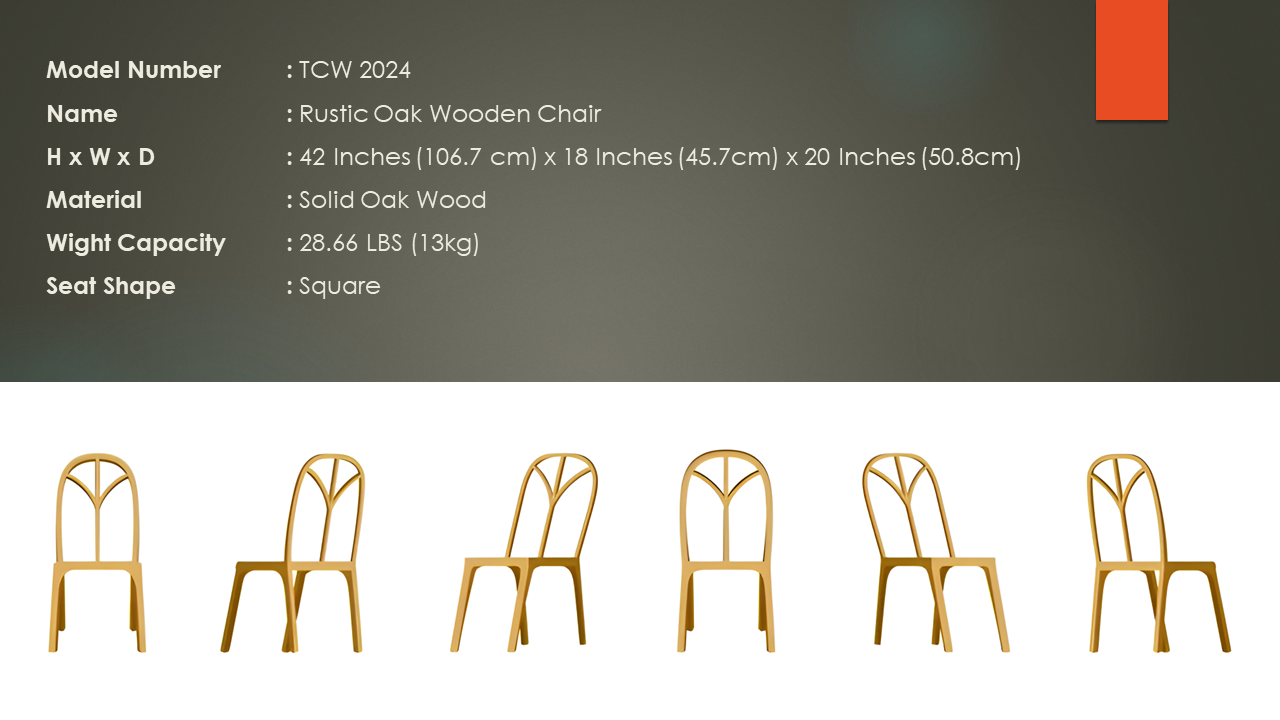 Model Number : TCW 2024
Name : Rustic Oak Wooden Chair
H x W x D : 42 Inches (106.7 cm) x 18 Inches (45.7cm) x 20 Inches (50.8cm)
Material : Solid Oak Wood
Wight Capacity : 28.66 LBS (13kg)
Seat Shape : Square